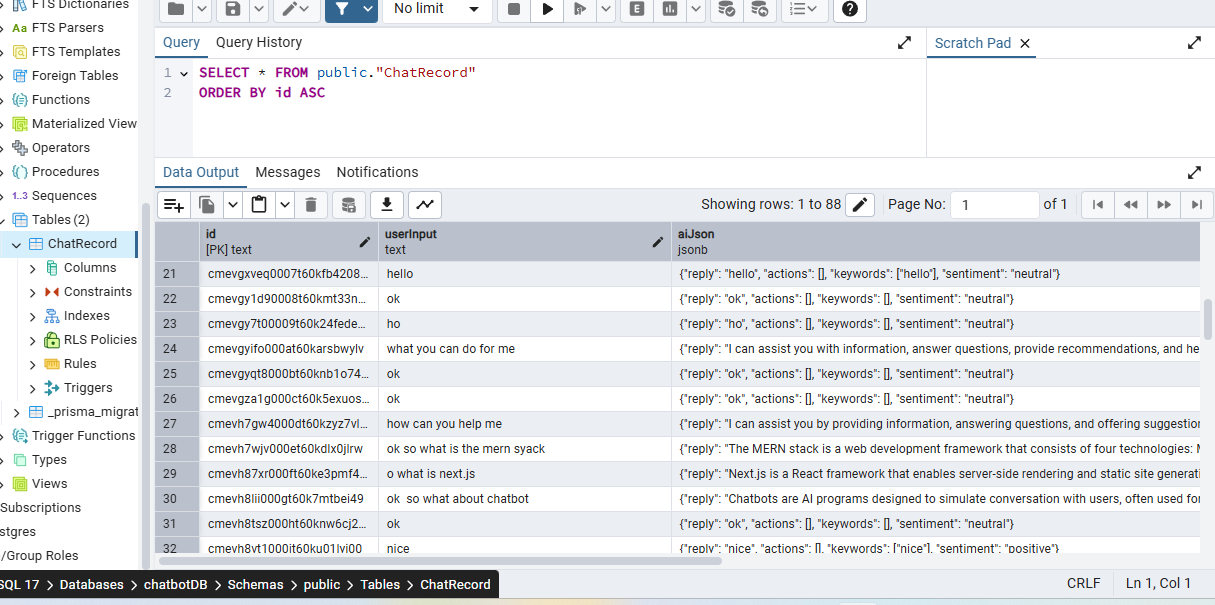 FTS Dictionaries
No limit
Aa FTS Parsers
FTS Templates
Foreign Tables
Functions
Materialized View
Operators
Procedures
1..3 Sequences
Tables (2)
ChatRecord
Columns
Constraints
Indexes
RLS Policies
Rules
Triggers
_prisma_migrat
Trigger Functions
Types
Views
Subscriptions
stgres
/Group Roles
Query Query History
Scratch Pad
1 SELECT * FROM public."ChatRecord"
2 ORDER BY id ASC
Data Output Messages Notifications
Showing rows: 1 to 88 Page No: 1 of 1
id userInput aiJson
[PK] text text jsonb
21 cmevgxveq0007t60kfb4208... hello {"reply": "hello", "actions": [], "keywords": ["hello"], "sentiment": "neutral"}
22 cmevgy1d90008t60kmt33n... ok {"reply": "ok", "actions": [], "keywords": [], "sentiment": "neutral"}
23 cmevgy7t00009t60k24fede... ho {"reply": "ho", "actions": [], "keywords": [], "sentiment": "neutral"}
24 cmevgyifo000at60karsbwylv what you can do for me {"reply": "I can assist you with information, answer questions, provide recommendations, and he
25 cmevgyqt8000bt60knb1o74... ok {"reply": "ok", "actions": [], "keywords": [], "sentiment": "neutral"}
26 cmevgza1g000ct60k5exuos... ok {"reply": "ok", "actions": [], "keywords": [], "sentiment": "neutral"}
27 cmevh7gw4000dt60kzyz7vl... how can you help me {"reply": "I can assist you by providing information, answering questions, and offering suggestion
28 cmevh7wjv000et60kdlx0jlrw ok so what is the mern syack {"reply": "The MERN stack is a web development framework that consists of four technologies: M
29 cmevh87xr000ft60ke3pmf4... o what is next.js {"reply": "Next.js is a React framework that enables server-side rendering and static site generati
30 cmevh8lii000gt60k7mtbei49 ok so what about chatbot {"reply": "Chatbots are AI programs designed to simulate conversation with users, often used for
31 cmevh8tsz000ht60knw6cj2... ok {"reply": "ok", "actions": [], "keywords": [], "sentiment": "neutral"}
32 cmevh8vt1000it60ku01lvi00 nice {"reply": "nice", "actions": [], "keywords": ["nice"], "sentiment": "positive"}
SQL 17 > Databases > chatbotDB > Schemas > public > Tables > ChatRecord
CRLF Ln 1, Col 1